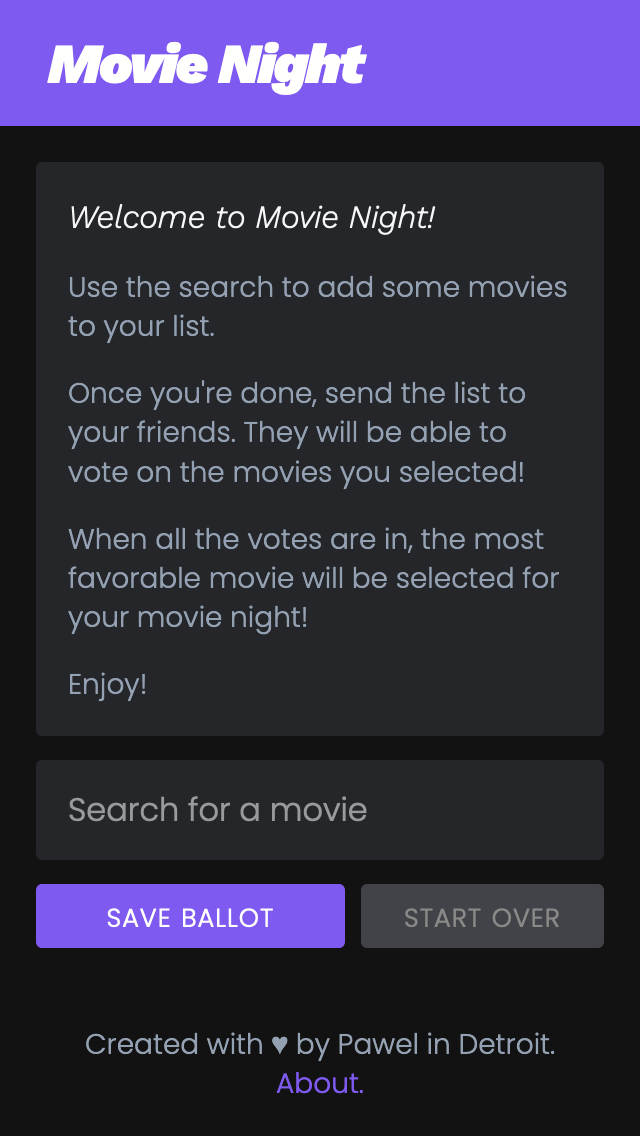 Movie Night
Welcome to Movie Night!
Use the search to add some movies
to your list.
Once you're done, send the list to
your friends. They will be able to
vote on the movies you selected!
When all the votes are in, the most
favorable movie will be selected for
your movie night!
Enjoy!
Search for a movie
SAVE BALLOT
START OVER
Created with ♥ by Pawel in Detroit.
About.